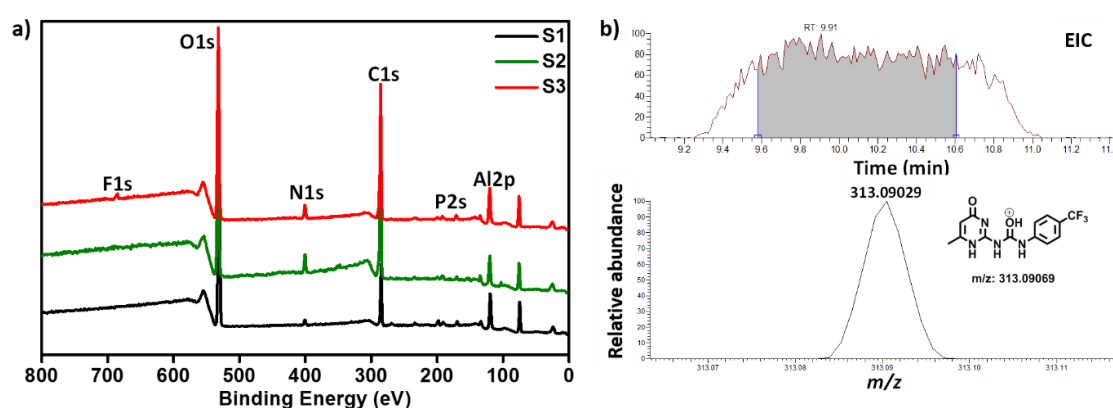 a)
S1
S2
S3
O1s
C1s
F1s
N1s
P2s
Al2p
800 700 600 500 400 300 200 100 0
Binding Energy (eV)
b)
RT: 9.91
EIC
100
80
60
40
20
0
9.2 9.4 9.6 9.8 10.0 10.2 10.4 10.6 10.8 11.0
Time (min)
313.09029
100
90
80
70
60
50
40
30
20
10
0
Relative abundance
O
N
N
H
N
H
OH
+
N
H
CF3
m/z: 313.09069
313.07 313.08 313.09 313.10 313.11
m/z